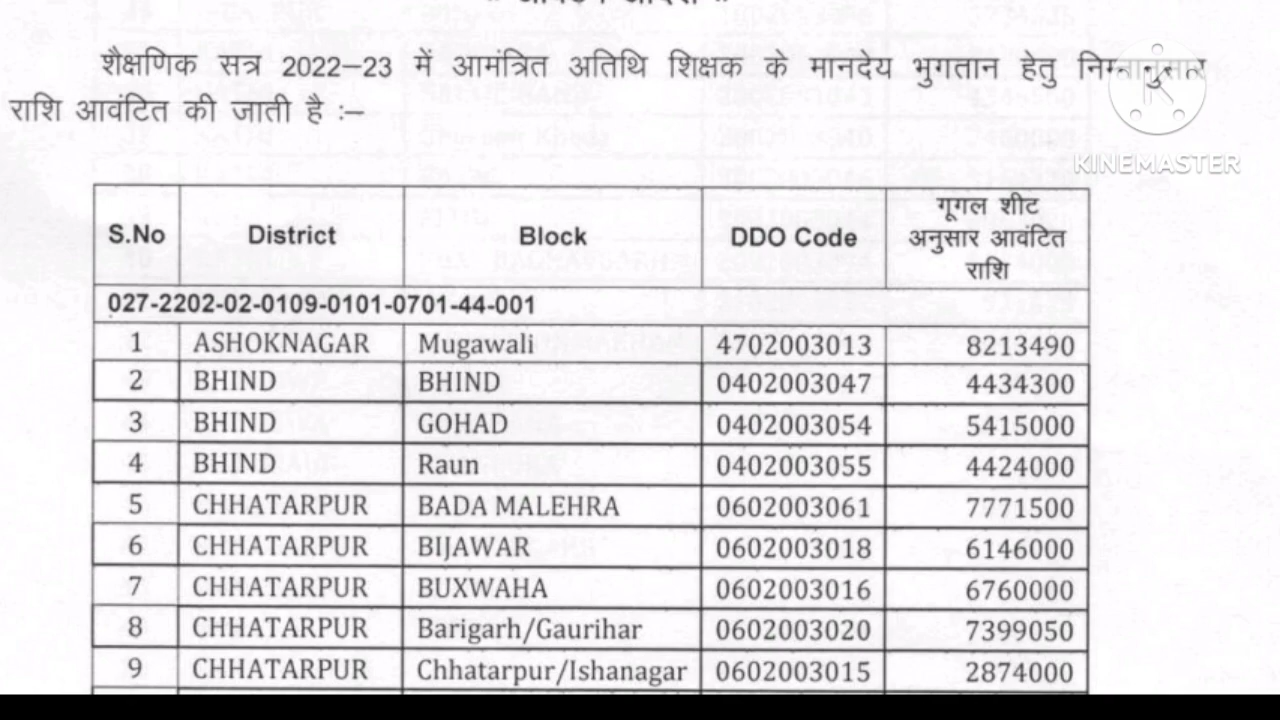 शैक्षणिक सत्र 2022–23 में आमंत्रित अतिथि शिक्षक के मानदेय भुगतान हेतु निम्नानुसार
राशि आवंटित की जाती है :–
KINEMASTER
S.No District Block DDO Code गूगल शीट अनुसार आवंटित राशि
027-2202-02-0109-0101-0701-44-001
1 ASHOKNAGAR Mugawali 4702003013 8213490
2 BHIND BHIND 0402003047 4434300
3 BHIND GOHAD 0402003054 5415000
4 BHIND Raun 0402003055 4424000
5 CHHATARPUR BADA MALEHRA 0602003061 7771500
6 CHHATARPUR BIJAWAR 0602003018 6146000
7 CHHATARPUR BUXWAHA 0602003016 6760000
8 CHHATARPUR Barigarh/Gaurihar 0602003020 7399050
9 CHHATARPUR Chhatarpur/Ishanagar 0602003015 2874000